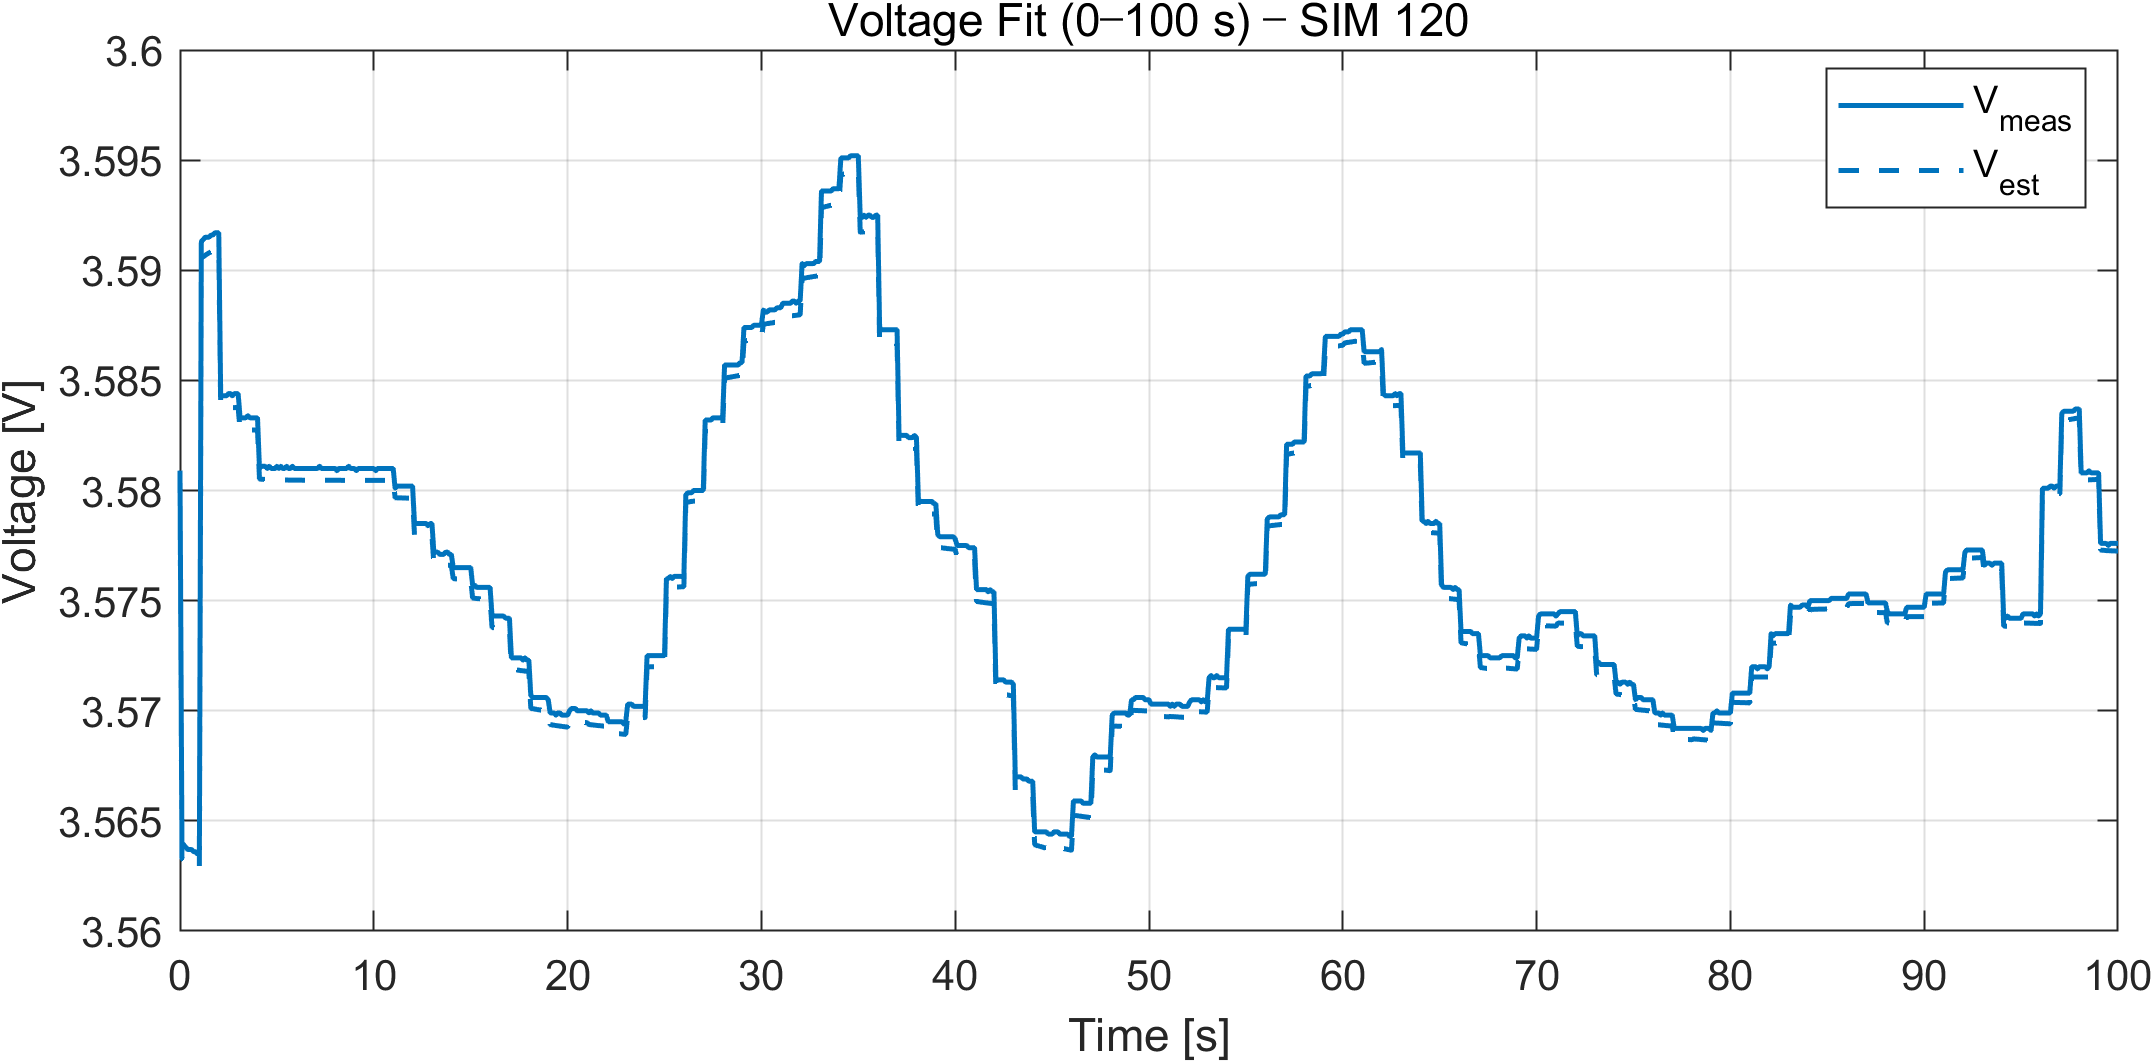 Voltage Fit (0–100 s) – SIM 120
3.6
3.595
3.59
3.585
3.58
3.575
3.57
3.565
3.56
Voltage [V]
V meas
V est
0 10 20 30 40 50 60 70 80 90 100
Time [s]